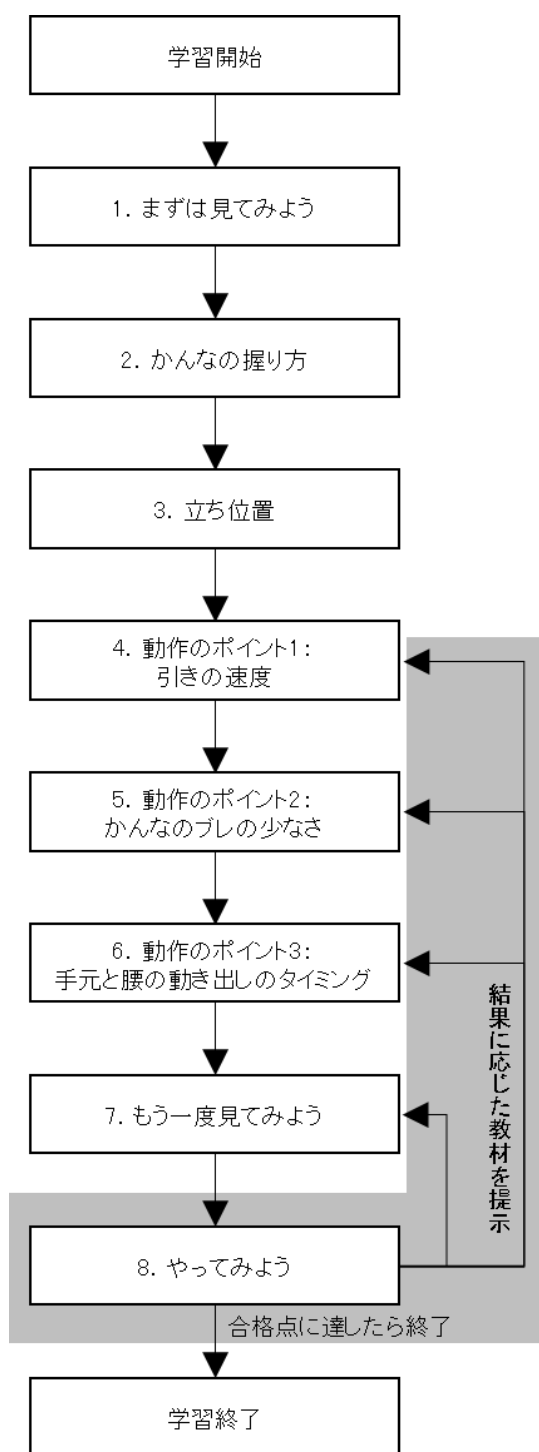 学習開始
1. まずは見てみよう
2. かんなの握り方
3. 立ち位置
4. 動作のポイント1:
引きの速度
5. 動作のポイント2:
かんなのブレの少なさ
6. 動作のポイント3:
手元と腰の動き出しのタイミング
7. もう一度見てみよう
結果に応じた教材を提示
8. やってみよう
合格点に達したら終了
学習終了